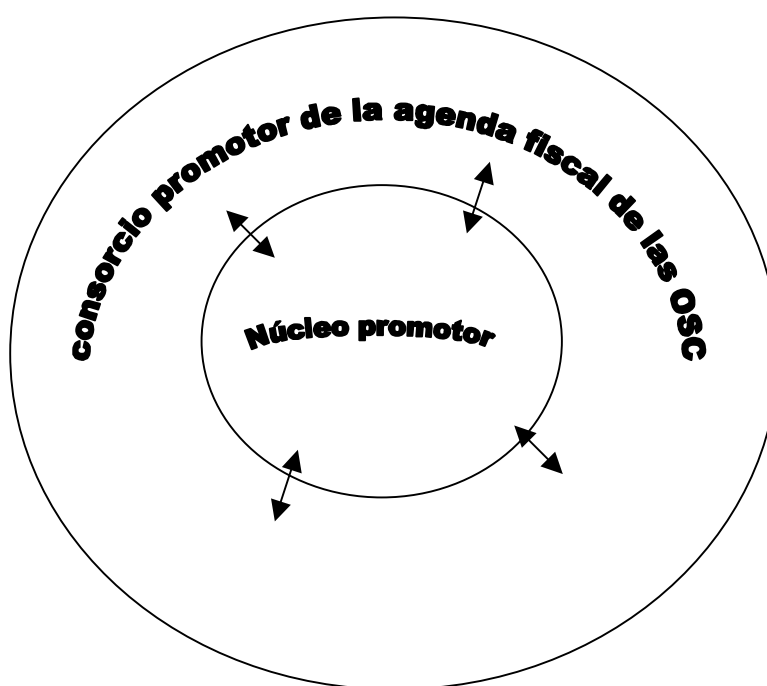 consorcio promotor de la agenda fiscal de las OSC
Núcleo promotor